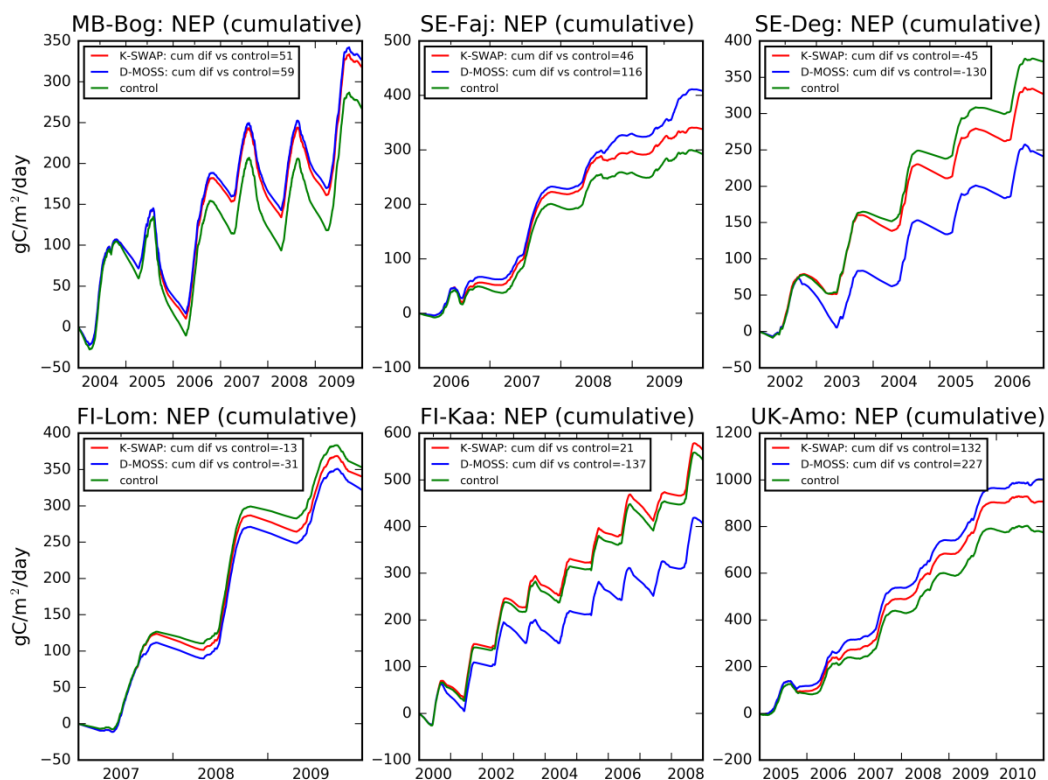 MB-Bog: NEP (cumulative)
K-SWAP: cum dif vs control=51
D-MOSS: cum dif vs control=59
control
gC/m²/day
400
350
300
250
200
150
100
50
0
−50
2004 2005 2006 2007 2008 2009
SE-Faj: NEP (cumulative)
K-SWAP: cum dif vs control=46
D-MOSS: cum dif vs control=116
control
500
400
300
200
100
0
−100
2006 2007 2008 2009
SE-Deg: NEP (cumulative)
K-SWAP: cum dif vs control=-45
D-MOSS: cum dif vs control=-130
control
400
350
300
250
200
150
100
50
0
−50
2002 2003 2004 2005 2006
FI-Lom: NEP (cumulative)
K-SWAP: cum dif vs control=-13
D-MOSS: cum dif vs control=-31
control
gC/m²/day
400
350
300
250
200
150
100
50
0
−50
2007 2008 2009
FI-Kaa: NEP (cumulative)
K-SWAP: cum dif vs control=21
D-MOSS: cum dif vs control=-137
control
600
500
400
300
200
100
0
−100
2000 2002 2004 2006 2008
UK-Amo: NEP (cumulative)
K-SWAP: cum dif vs control=132
D-MOSS: cum dif vs control=227
control
1200
1000
800
600
400
200
0
−200
2005 2006 2007 2008 2009 2010